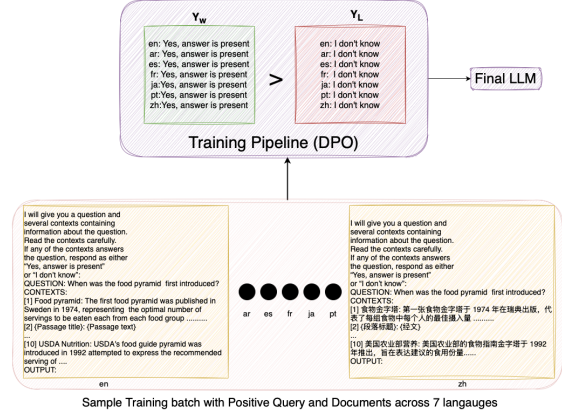 Y_w
Y_L
en: Yes, answer is present
ar: Yes, answer is present
es: Yes, answer is present
fr: Yes, answer is present
ja:Yes, answer is present
pt:Yes, answer is present
zh:Yes, answer is present
>
en: I don't know
ar: I don't know
es: I don't know
fr: I don't know
ja: I don't know
pt: I don't know
zh: I don't know
Final LLM
Training Pipeline (DPO)
I will give you a question and
several contexts containing
information about the question.
Read the contexts carefully.
If any of the contexts answers
the question, respond as either
"Yes, answer is present"
or "I don't know":
QUESTION: When was the food pyramid first introduced?
CONTEXTS:
[1] Food pyramid: The first food pyramid was published in
Sweden in 1974, representing the optimal number of
servings to be eaten each from each food group ..........
[2] {Passage title}: {Passage text}
...
[10] USDA Nutrition: USDA's food guide pyramid was
introduced in 1992 attempted to express the recommended
serving of ....
OUTPUT:
en
ar es fr ja pt
I will give you a question and
several contexts containing
information about the question.
Read the contexts carefully.
If any of the contexts answers
the question, respond as either
"Yes, answer is present"
or "I don't know":
QUESTION: When was the food pyramid first introduced?
CONTEXTS:
[1] 食物金字塔: 第一张食物金字塔于 1974 年在瑞典出版，代
表了每组食物中每个人的最佳摄入量 ..........
[2] {段落标题}: {经文}
...
[10] 美国农业部营养: 美国农业部的食物指南金字塔于 1992
年推出，旨在表达建议的食用份量......
OUTPUT:
zh
Sample Training batch with Positive Query and Documents across 7 langauges